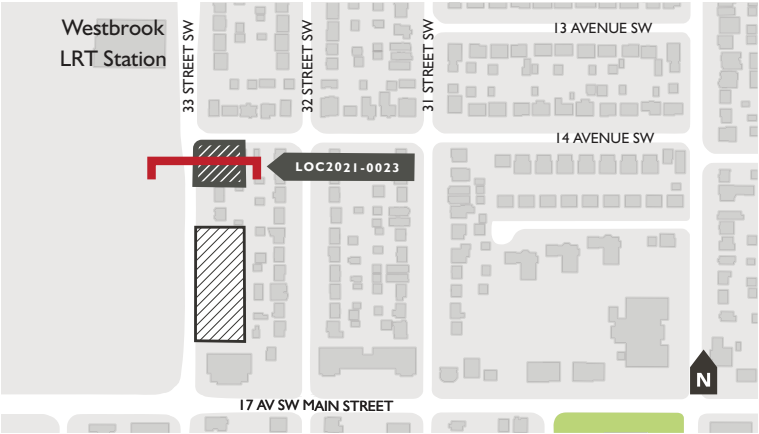 Westbrook
LRT Station
33 STREET SW
32 STREET SW
31 STREET SW
13 AVENUE SW
14 AVENUE SW
LOC2021-0023
N
17 AV SW MAIN STREET